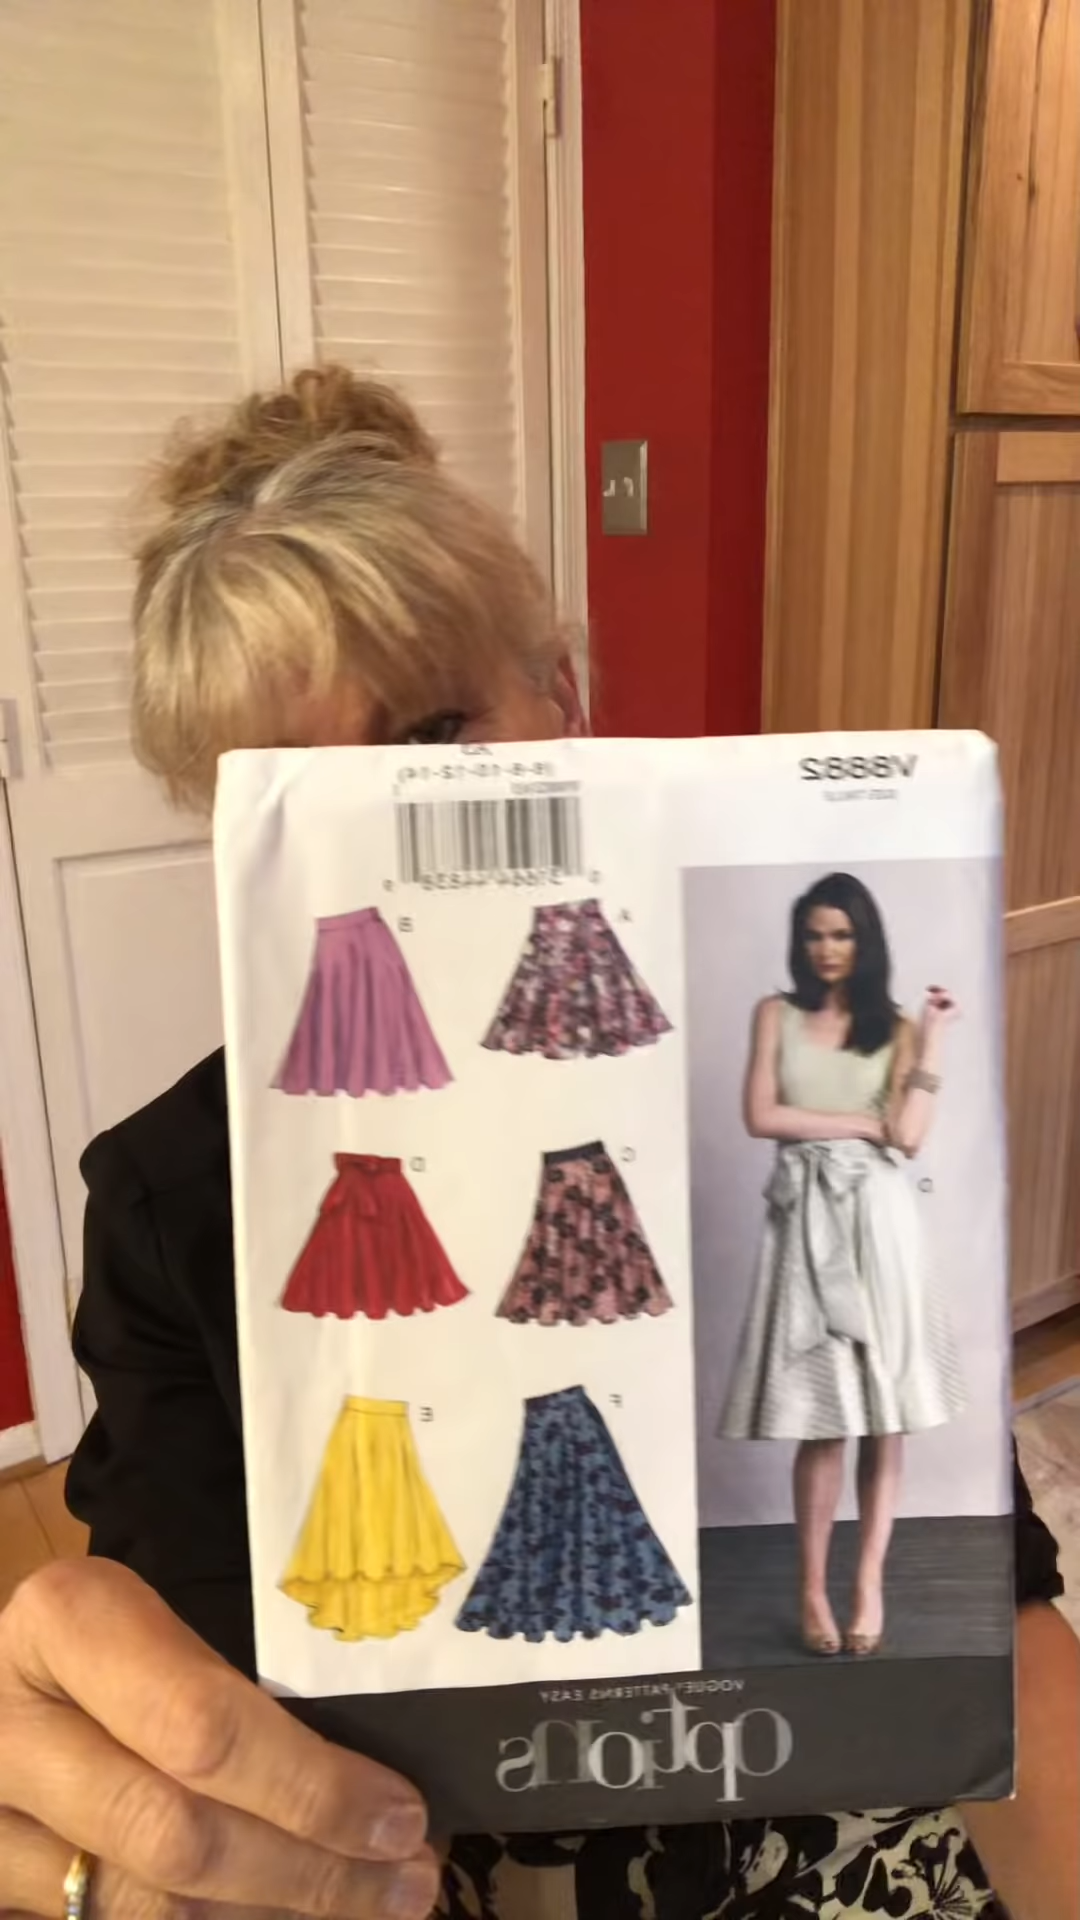 V8882
A5
(6-8-10-12-14)
A
B
C
D
F
E
D
VOGUE PATTERNS EASY
options